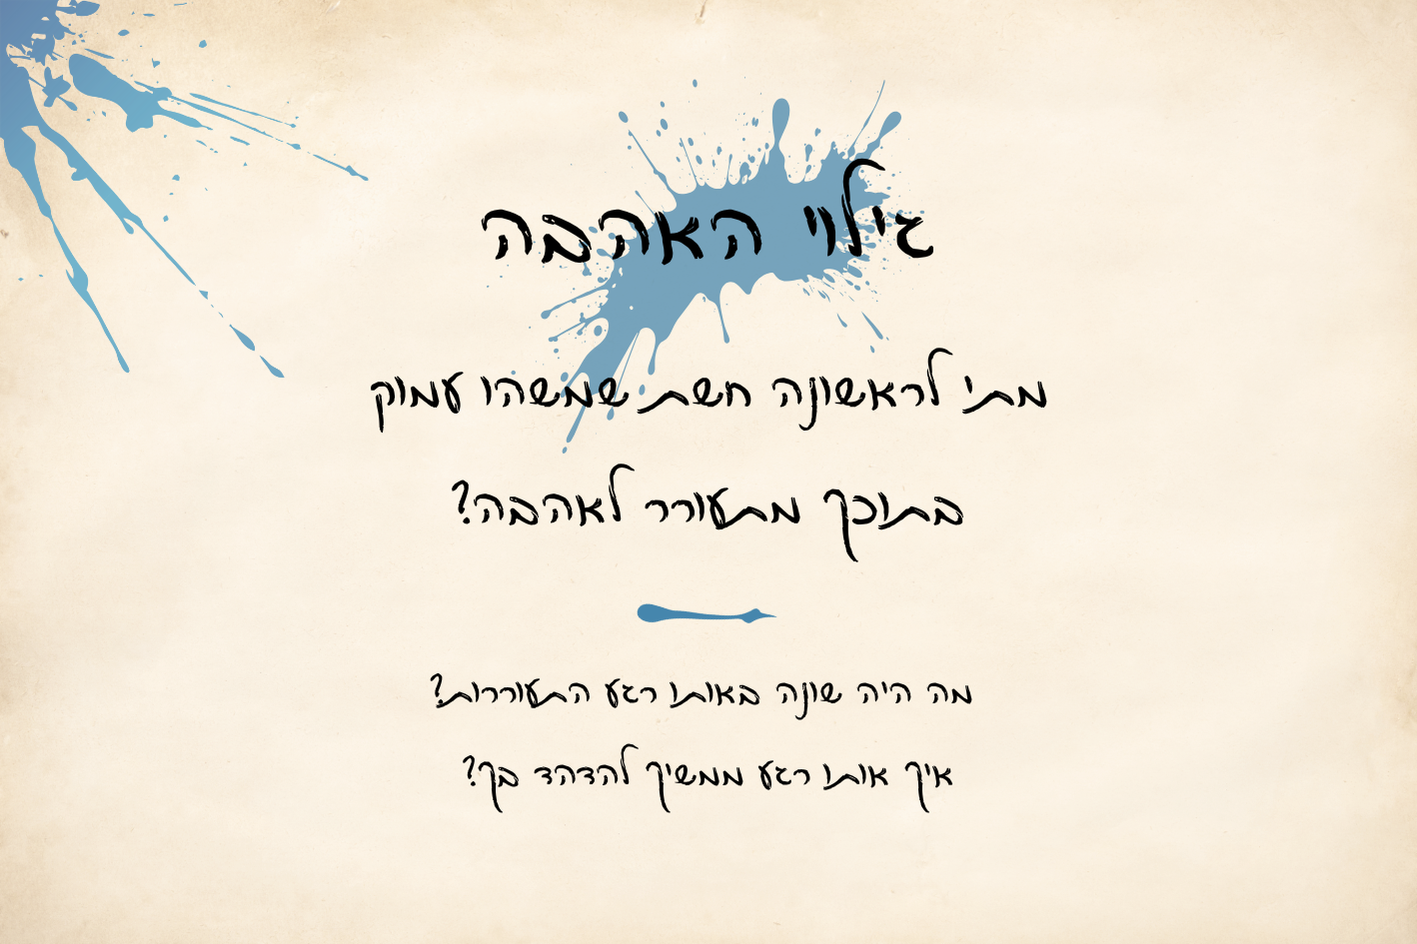 גילוי האהבה
מתי לראשונה חשת שמשהו עמוק
בתוכך מתעורר לאהבה?
מה היה שונה באותו רגע התעוררות?
איך אותו רגע ממשיך להדהד בך?